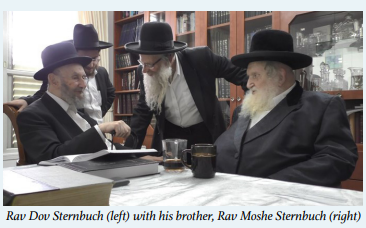 Rav Dov Sternbuch (left) with his brother, Rav Moshe Sternbuch (right)